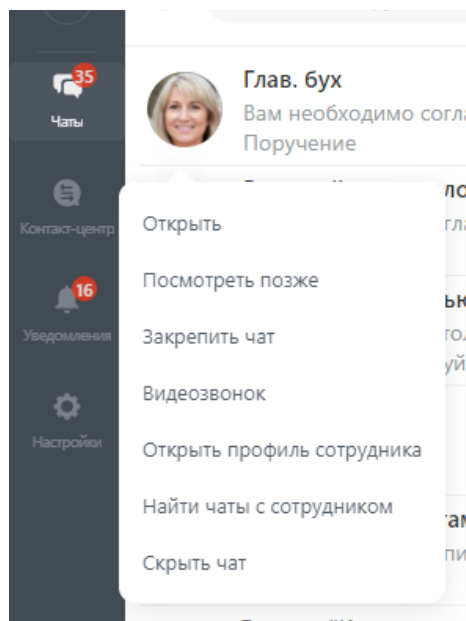 35
Чаты
Контакт-центр
16
Уведомления
Настройки
Глав. бух
Вам необходимо согла
Поручение
Открыть
Посмотреть позже
Закрепить чат
Видеозвонок
Открыть профиль сотрудника
Найти чаты с сотрудником
Скрыть чат